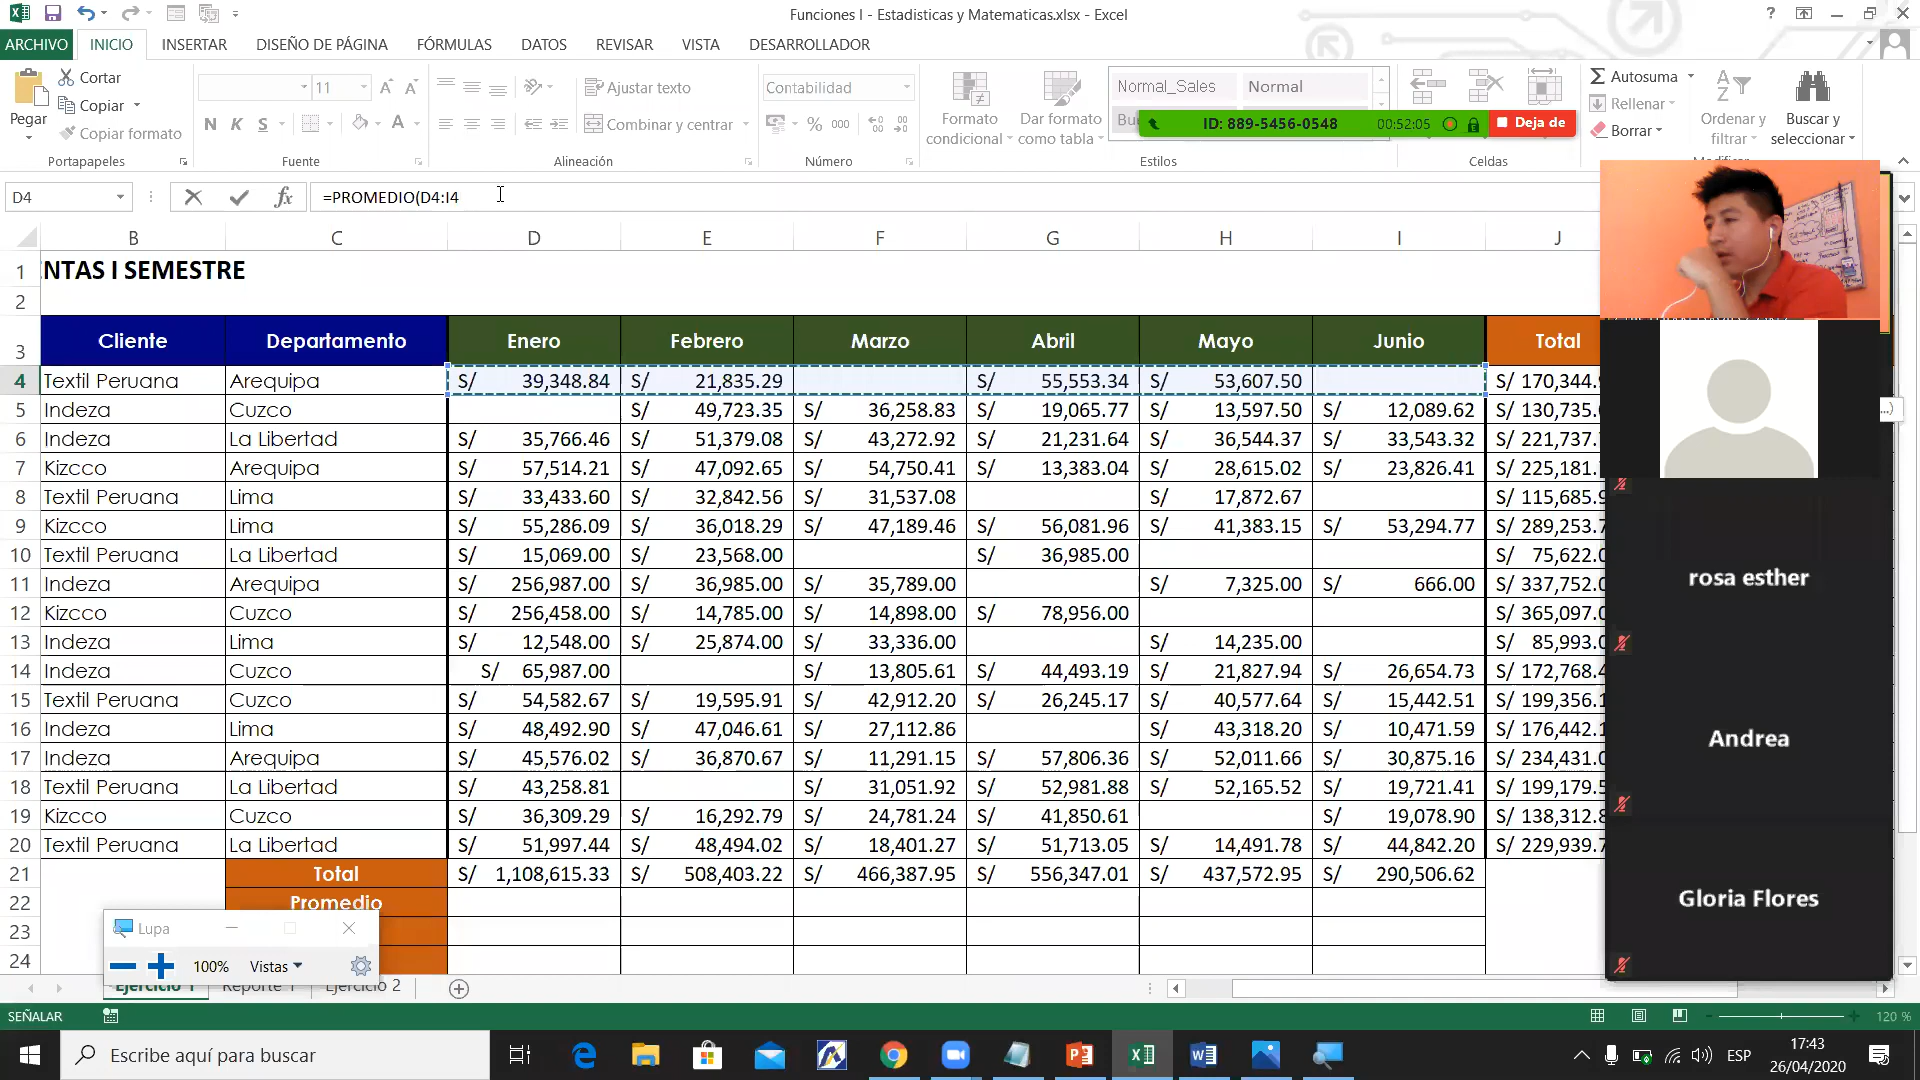 Funciones I - Estadisticas y Matematicas.xlsx - Excel
ARCHIVO INICIO INSERTAR DISEÑO DE PÁGINA FÓRMULAS DATOS REVISAR VISTA DESARROLLADOR
Pegar Cortar
Copiar
Copiar formato
11
N K S
Ajustar texto
Combinar y centrar
Contabilidad
% 000
Formato condicional
Dar formato como tabla
Normal_Sales Normal
ID: 889-5456-0548 00:52:05 Deja de
Autosuma
Rellenar
Borrar
Ordenar y filtrar
Buscar y seleccionar
Portapapeles Fuente Alineación Número Estilos Celdas
D4 =PROMEDIO(D4:I4
B C D E F G H I J
1 NTAS I SEMESTRE
2
3 Cliente Departamento Enero Febrero Marzo Abril Mayo Junio Total
4 Textil Peruana Arequipa S/ 39,348.84 S/ 21,835.29 S/ 55,553.34 S/ 53,607.50 S/ 170,344.
5 Indeza Cuzco S/ 49,723.35 S/ 36,258.83 S/ 19,065.77 S/ 13,597.50 S/ 12,089.62 S/ 130,735.
6 Indeza La Libertad S/ 35,766.46 S/ 51,379.08 S/ 43,272.92 S/ 21,231.64 S/ 36,544.37 S/ 33,543.32 S/ 221,737.
7 Kizcco Arequipa S/ 57,514.21 S/ 47,092.65 S/ 54,750.41 S/ 13,383.04 S/ 28,615.02 S/ 23,826.41 S/ 225,181.
8 Textil Peruana Lima S/ 33,433.60 S/ 32,842.56 S/ 31,537.08 S/ 17,872.67 S/ 115,685.9
9 Kizcco Lima S/ 55,286.09 S/ 36,018.29 S/ 47,189.46 S/ 56,081.96 S/ 41,383.15 S/ 53,294.77 S/ 289,253.7
10 Textil Peruana La Libertad S/ 15,069.00 S/ 23,568.00 S/ 36,985.00 S/ 75,622.0
11 Indeza Arequipa S/ 256,987.00 S/ 36,985.00 S/ 35,789.00 S/ 7,325.00 S/ 666.00 S/ 337,752.0
12 Kizcco Cuzco S/ 256,458.00 S/ 14,785.00 S/ 14,898.00 S/ 78,956.00 S/ 365,097.0
13 Indeza Lima S/ 12,548.00 S/ 25,874.00 S/ 33,336.00 S/ 14,235.00 S/ 85,993.0
14 Indeza Cuzco S/ 65,987.00 S/ 13,805.61 S/ 44,493.19 S/ 21,827.94 S/ 26,654.73 S/ 172,768.4
15 Textil Peruana Cuzco S/ 54,582.67 S/ 19,595.91 S/ 42,912.20 S/ 26,245.17 S/ 40,577.64 S/ 15,442.51 S/ 199,356.1
16 Indeza Lima S/ 48,492.90 S/ 47,046.61 S/ 27,112.86 S/ 43,318.20 S/ 10,471.59 S/ 176,442.1
17 Indeza Arequipa S/ 45,576.02 S/ 36,870.67 S/ 11,291.15 S/ 57,806.36 S/ 52,011.66 S/ 30,875.16 S/ 234,431.0
18 Textil Peruana La Libertad S/ 43,258.81 S/ 31,051.92 S/ 52,981.88 S/ 52,165.52 S/ 19,721.41 S/ 199,179.5
19 Kizcco Cuzco S/ 36,309.29 S/ 16,292.79 S/ 24,781.24 S/ 41,850.61 S/ 19,078.90 S/ 138,312.8
20 Textil Peruana La Libertad S/ 51,997.44 S/ 48,494.02 S/ 18,401.27 S/ 51,713.05 S/ 14,491.78 S/ 44,842.20 S/ 229,939.7
21 Total S/ 1,108,615.33 S/ 508,403.22 S/ 466,387.95 S/ 556,347.01 S/ 437,572.95 S/ 290,506.62
22 Promedio
23
24
rosa esther
Andrea
Gloria Flores
Lupa
100% Vistas
Ejercicio 1 Reporte 1 Ejercicio 2
SEÑALAR 120 %
Escribe aquí para buscar
ESP 17:43
26/04/2020